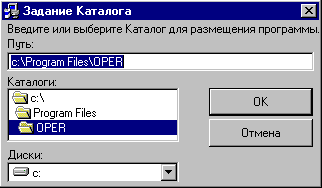 Задание Каталога
Введите или выберите Каталог для размещения программы.
Путь:
c:\Program Files\OPER
Каталоги:
c:\
Program Files
OPER
OK
Отмена
Диски:
c: